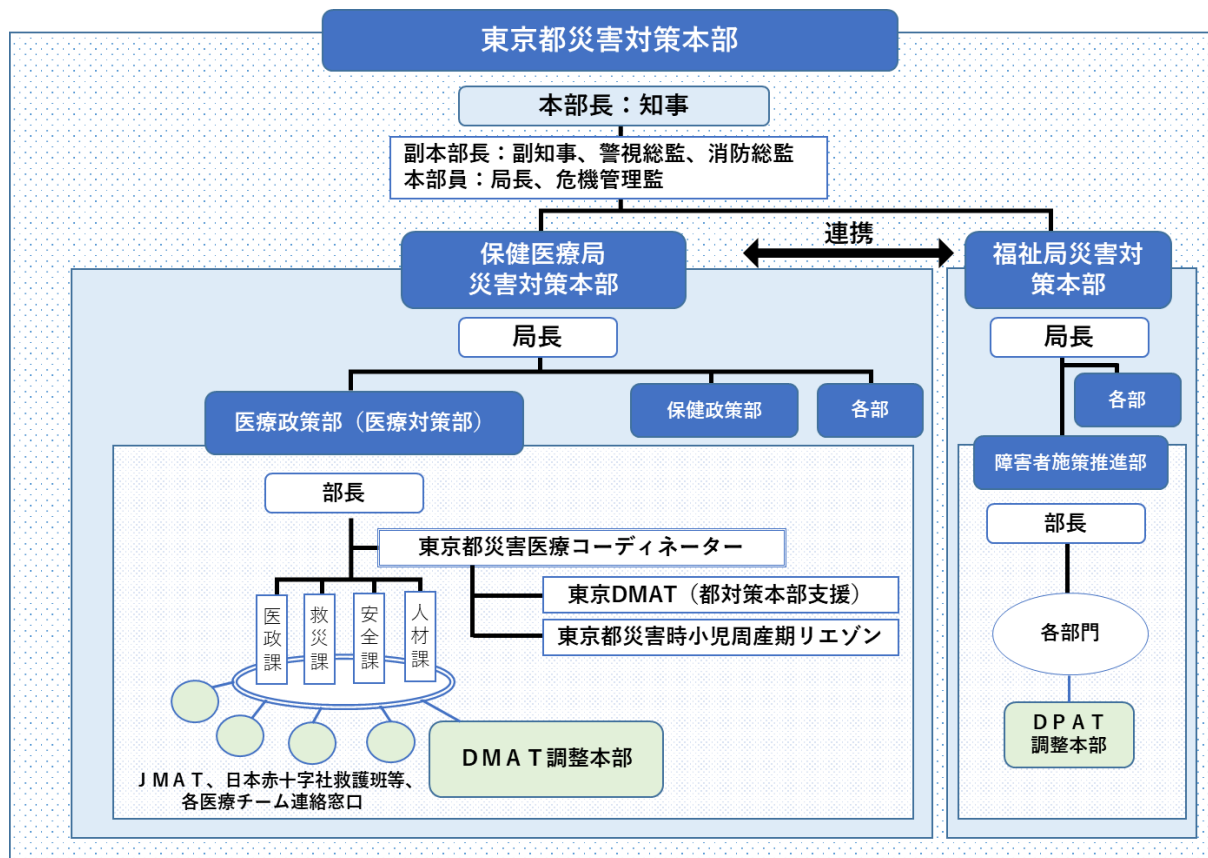 東京都災害対策本部
本部長：知事
副本部長：副知事、警視総監、消防総監
本部員：局長、危機管理監
保健医療局
災害対策本部
連携
福祉局災害対
策本部
局長
局長
医療政策部（医療対策部）
保健政策部
各部
各部
障害者施策推進部
部長
部長
東京都災害医療コーディネーター
東京DMAT（都対策本部支援）
東京都災害時小児周産期リエゾン
医政課
救災課
安全課
人材課
各部門
ＤＭＡＴ調整本部
ＤＰＡＴ
調整本部
ＪＭＡＴ、日本赤十字社救護班等、
各医療チーム連絡窓口